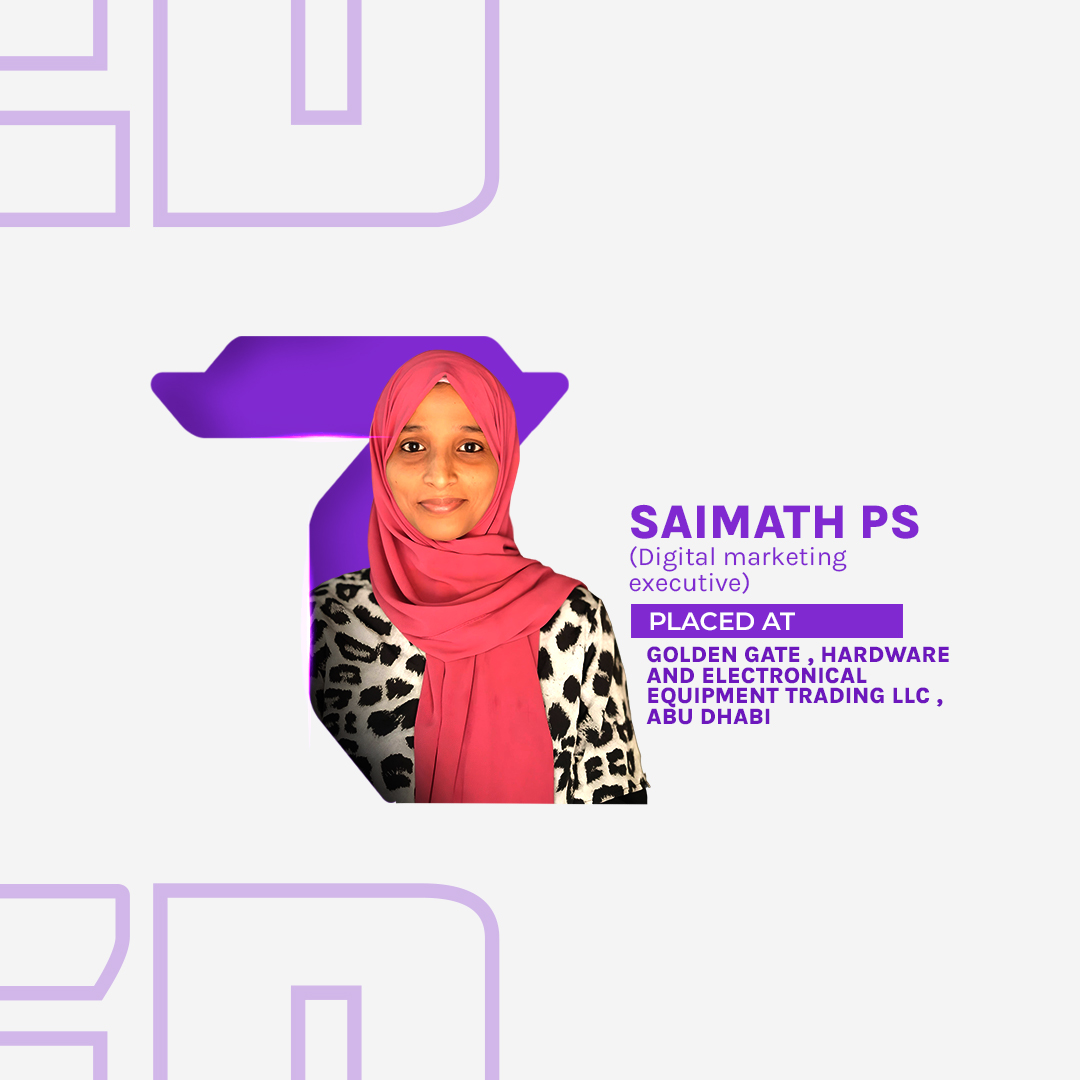 SAIMATH PS
(Digital marketing
executive)
PLACED AT
GOLDEN GATE , HARDWARE
AND ELECTRONICAL
EQUIPMENT TRADING LLC ,
ABU DHABI